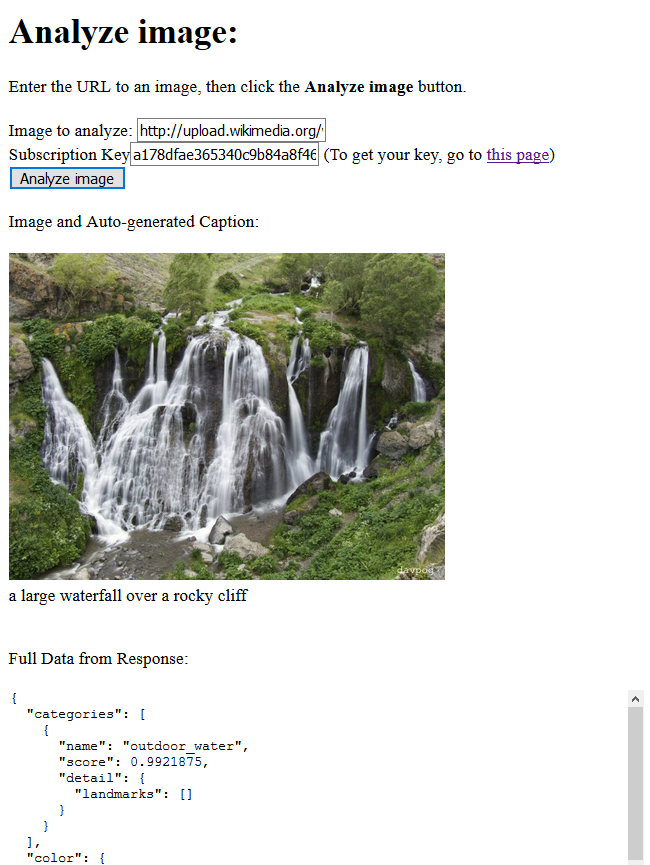 Analyze image:
Enter the URL to an image, then click the Analyze image button.
Image to analyze: http://upload.wikimedia.org/
Subscription Key a178dfae365340c9b84a8f46 (To get your key, go to this page)
Analyze image
Image and Auto-generated Caption:
davpog
a large waterfall over a rocky cliff
Full Data from Response:
{
"categories": [
{
"name": "outdoor_water",
"score": 0.9921875,
"detail": {
"landmarks": []
}
}
],
"color": {